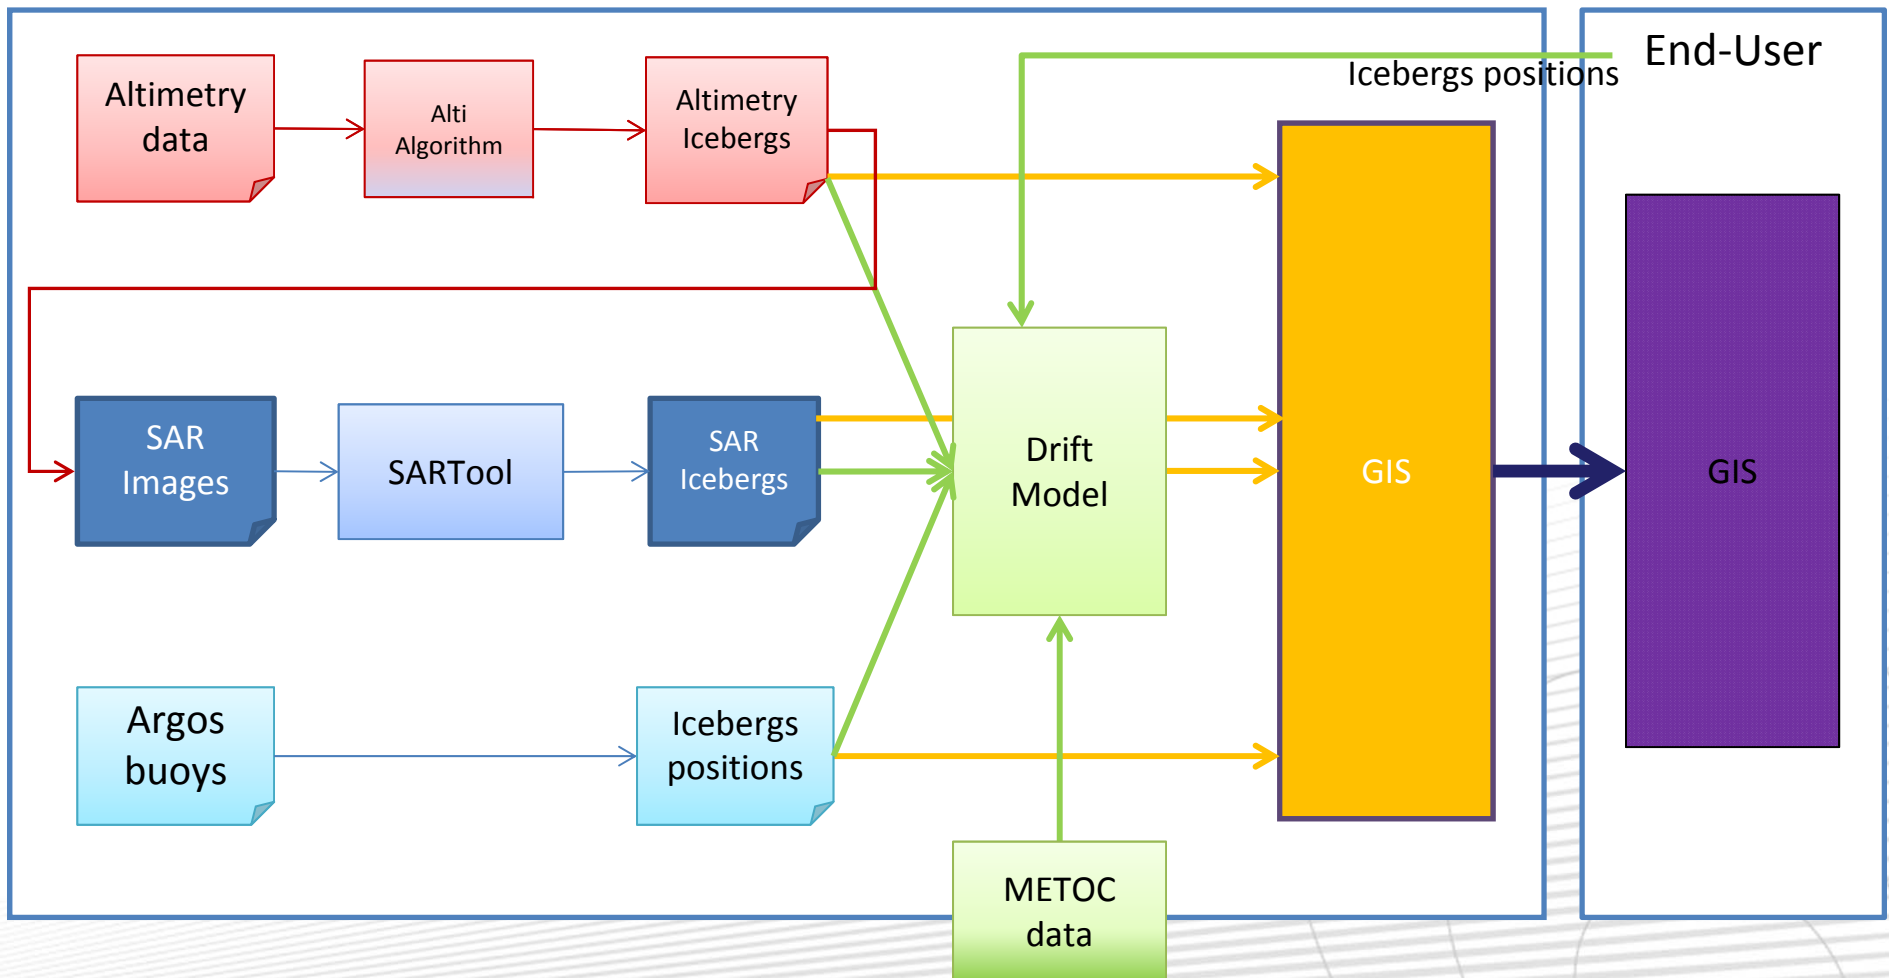 End-User
Icebergs positions
Altimetry
data
Alti
Algorithm
Altimetry
Icebergs
SAR
Images
SARTool
SAR
Icebergs
Drift
Model
GIS
GIS
Argos
buoys
Icebergs
positions
METOC
data